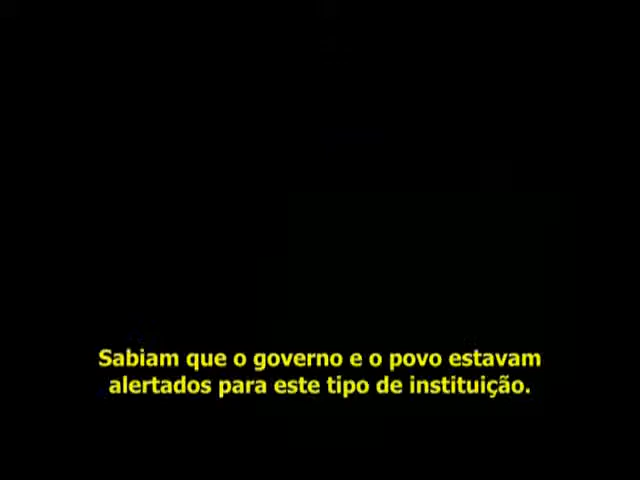 Sabiam que o governo e o povo estavam
alertados para este tipo de instituição.